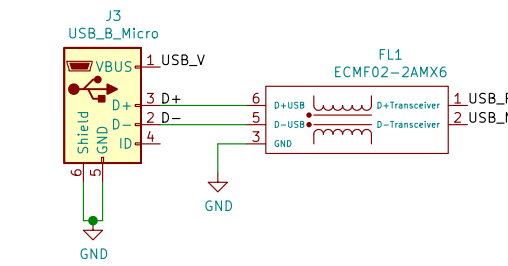 J3
USB_B_Micro
VBUS
1
USB_V
D+
3
D+
D-
2
D-
ID
4
Shield
GND
6
5
GND
FL1
ECMF02-2AMX6
6
D+USB
D+Transceiver
1
5
D-USB
D-Transceiver
2
3
GND
GND